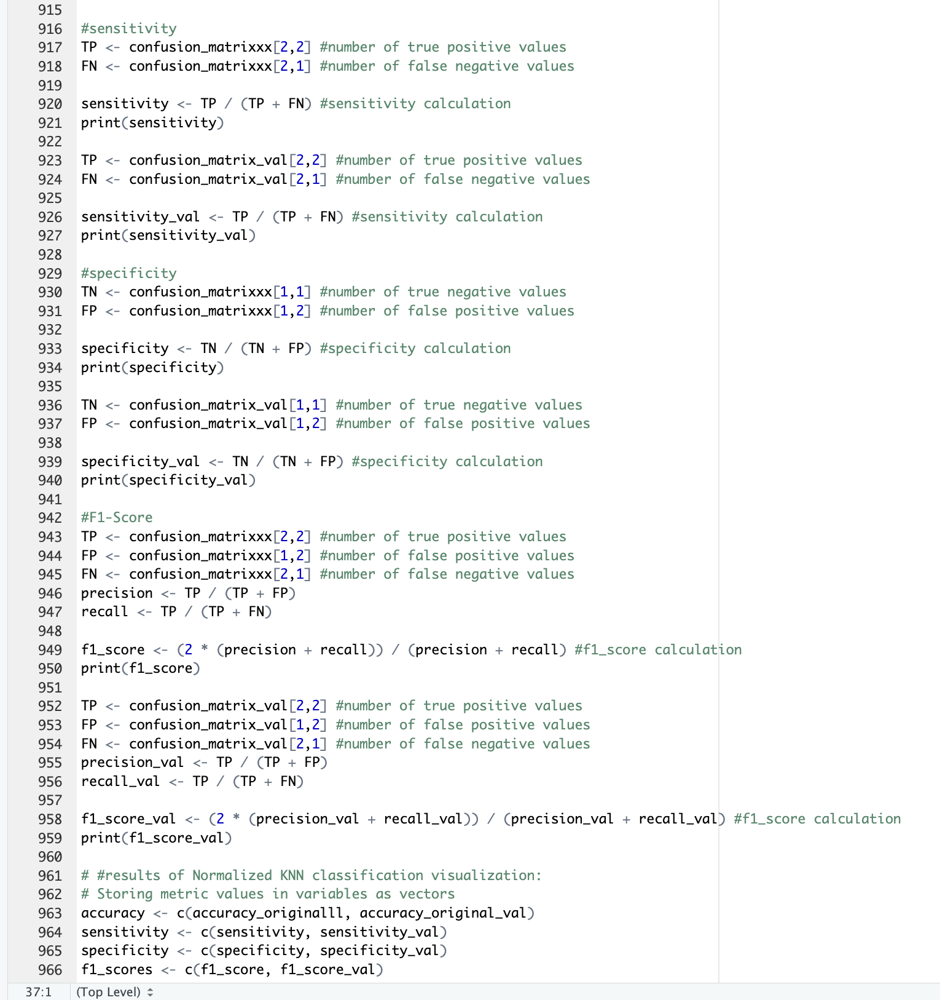 915
916 #sensitivity
917 TP <- confusion_matrixxx[2,2] #number of true positive values
918 FN <- confusion_matrixxx[2,1] #number of false negative values
919
920 sensitivity <- TP / (TP + FN) #sensitivity calculation
921 print(sensitivity)
922
923 TP <- confusion_matrix_val[2,2] #number of true positive values
924 FN <- confusion_matrix_val[2,1] #number of false negative values
925
926 sensitivity_val <- TP / (TP + FN) #sensitivity calculation
927 print(sensitivity_val)
928
929 #specificity
930 TN <- confusion_matrixxx[1,1] #number of true negative values
931 FP <- confusion_matrixxx[1,2] #number of false positive values
932
933 specificity <- TN / (TN + FP) #specificity calculation
934 print(specificity)
935
936 TN <- confusion_matrix_val[1,1] #number of true negative values
937 FP <- confusion_matrix_val[1,2] #number of false positive values
938
939 specificity_val <- TN / (TN + FP) #specificity calculation
940 print(specificity_val)
941
942 #F1-Score
943 TP <- confusion_matrixxx[2,2] #number of true positive values
944 FP <- confusion_matrixxx[1,2] #number of false positive values
945 FN <- confusion_matrixxx[2,1] #number of false negative values
946 precision <- TP / (TP + FP)
947 recall <- TP / (TP + FN)
948
949 f1_score <- (2 * (precision + recall)) / (precision + recall) #f1_score calculation
950 print(f1_score)
951
952 TP <- confusion_matrix_val[2,2] #number of true positive values
953 FP <- confusion_matrix_val[1,2] #number of false positive values
954 FN <- confusion_matrix_val[2,1] #number of false negative values
955 precision_val <- TP / (TP + FP)
956 recall_val <- TP / (TP + FN)
957
958 f1_score_val <- (2 * (precision_val + recall_val)) / (precision_val + recall_val) #f1_score calculation
959 print(f1_score_val)
960
961 # #results of Normalized KNN classification visualization:
962 # Storing metric values in variables as vectors
963 accuracy <- c(accuracy_originalll, accuracy_original_val)
964 sensitivity <- c(sensitivity, sensitivity_val)
965 specificity <- c(specificity, specificity_val)
966 f1_scores <- c(f1_score, f1_score_val)
37:1 (Top Level)